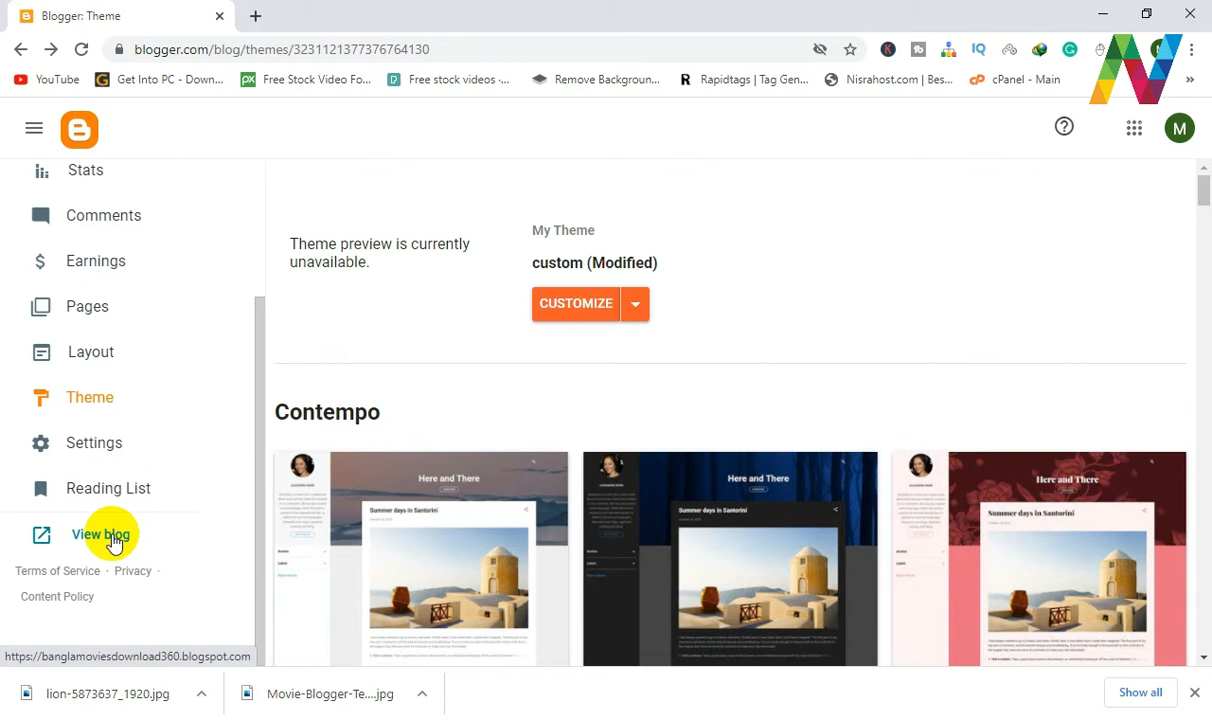 Blogger: Theme
blogger.com/blog/themes/3231121377376764130
YouTube
Get Into PC - Down...
Free Stock Video Fo...
Free stock videos -...
Remove Backgroun...
Rapidtags | Tag Gen...
Nisrahost.com | Bes...
cPanel - Main
M
Stats
Comments
Earnings
Pages
Layout
Theme
Settings
Reading List
View blog
Terms of Service · Privacy ·
Content Policy
https://banglamoviesdownload360.blogspot.com
Theme preview is currently
unavailable.
My Theme
custom (Modified)
CUSTOMIZE
Contempo
Here and There
Summer days in Santorini
Here and There
Summer days in Santorini
Here and There
Summer days in Santorini
lion-5873637_1920.jpg
Movie-Blogger-Te....jpg
Show all